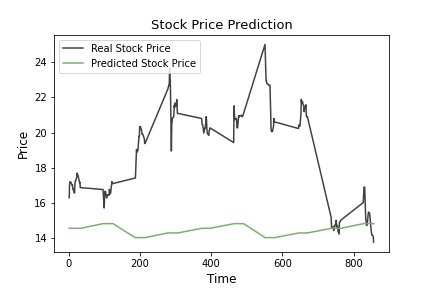 Stock Price Prediction
Real Stock Price
Predicted Stock Price
24
22
20
18
16
14
Price
0
200
400
600
800
Time